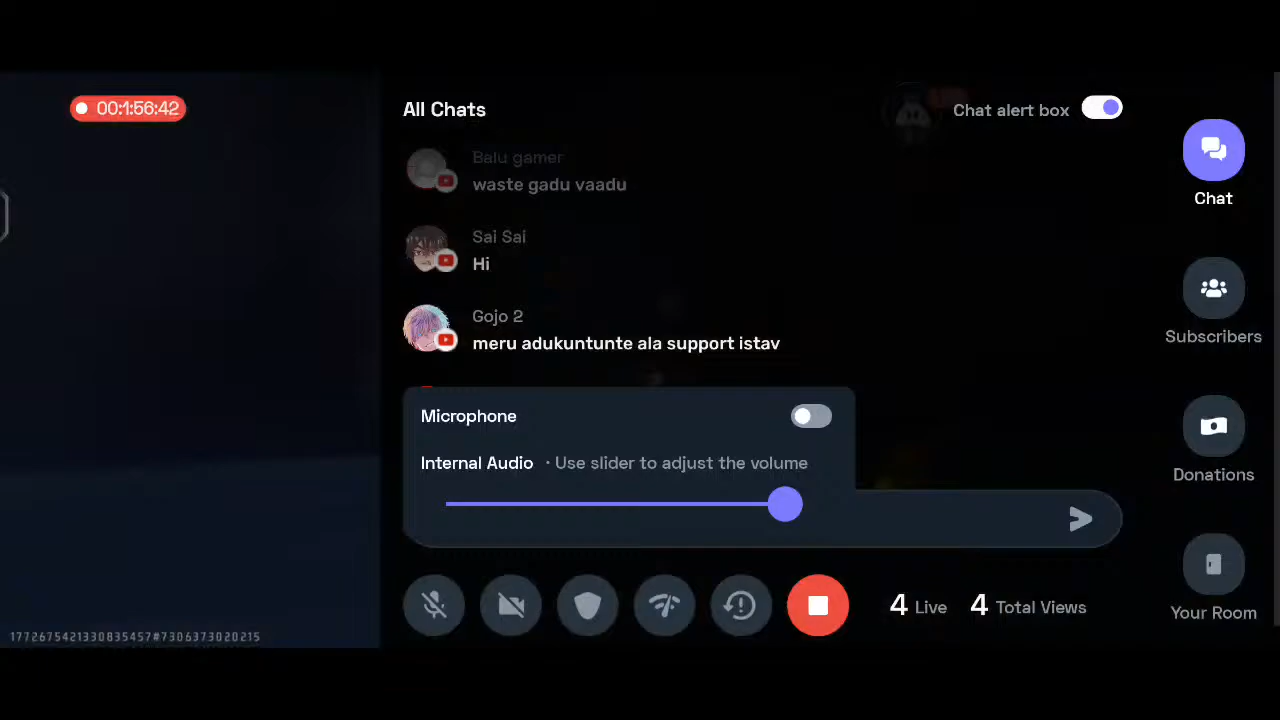 00:1:56:42
All Chats
Chat alert box
Balu gamer
waste gadu vaadu
Sai Sai
Hi
Gojo 2
meru adukuntunte ala support istav
Microphone
Internal Audio · Use slider to adjust the volume
4 Live 4 Total Views
Chat
Subscribers
Donations
Your Room
1772675421330835457#7306373020215